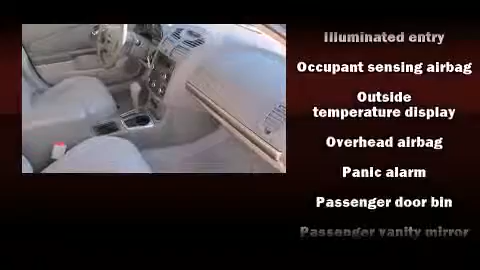 Illuminated entry
Occupant sensing airbag
Outside
temperature display
Overhead airbag
Panic alarm
Passenger door bin
Passenger vanity mirror